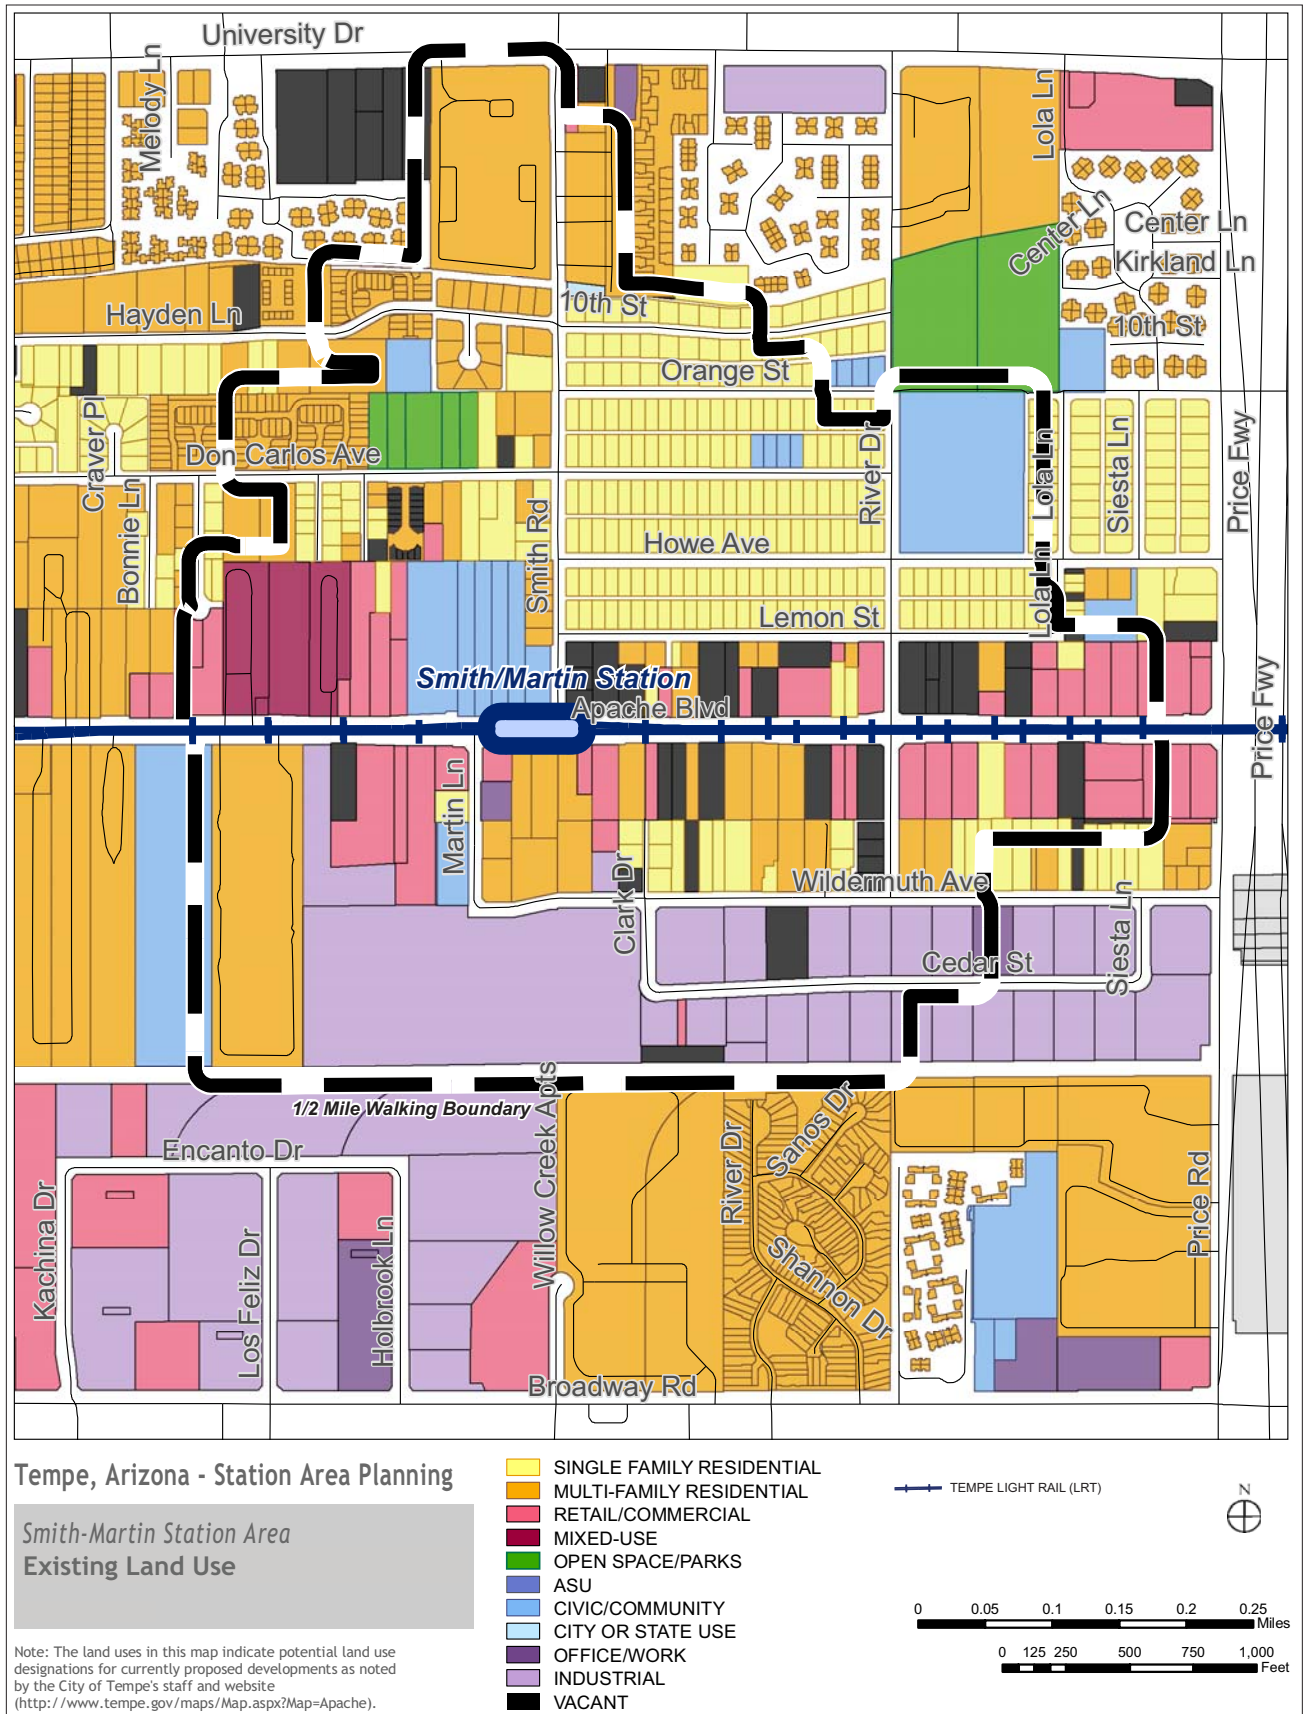 University Dr
Melody Ln
Lola Ln
Center Ln
Center Ln
Kirkland Ln
10th St
Hayden Ln
10th St
Orange St
Craver Pl
Don Carlos Ave
River Dr
Lola Ln
Siesta Ln
Price Fwy
Bonnie Ln
Smith Rd
Howe Ave
Lola Ln
Lemon St
Smith/Martin Station
Apache Blvd
Price Fwy
Martin Ln
Clark Dr
Wildermuth Ave
Cedar St
Siesta Ln
1/2 Mile Walking Boundary
Willow Creek Apts
Encanto Dr
River Dr
Sanos Dr
Kachina Dr
Los Feliz Dr
Holbrook Ln
Shannon Dr
Price Rd
Broadway Rd
Tempe, Arizona - Station Area Planning
Smith-Martin Station Area
Existing Land Use
Note: The land uses in this map indicate potential land use
designations for currently proposed developments as noted
by the City of Tempe's staff and website
(http://www.tempe.gov/maps/Map.aspx?Map=Apache).
SINGLE FAMILY RESIDENTIAL
MULTI-FAMILY RESIDENTIAL
RETAIL/COMMERCIAL
MIXED-USE
OPEN SPACE/PARKS
ASU
CIVIC/COMMUNITY
CITY OR STATE USE
OFFICE/WORK
INDUSTRIAL
VACANT
TEMPE LIGHT RAIL (LRT)
N
0 0.05 0.1 0.15 0.2 0.25
Miles
0 125 250 500 750 1,000
Feet